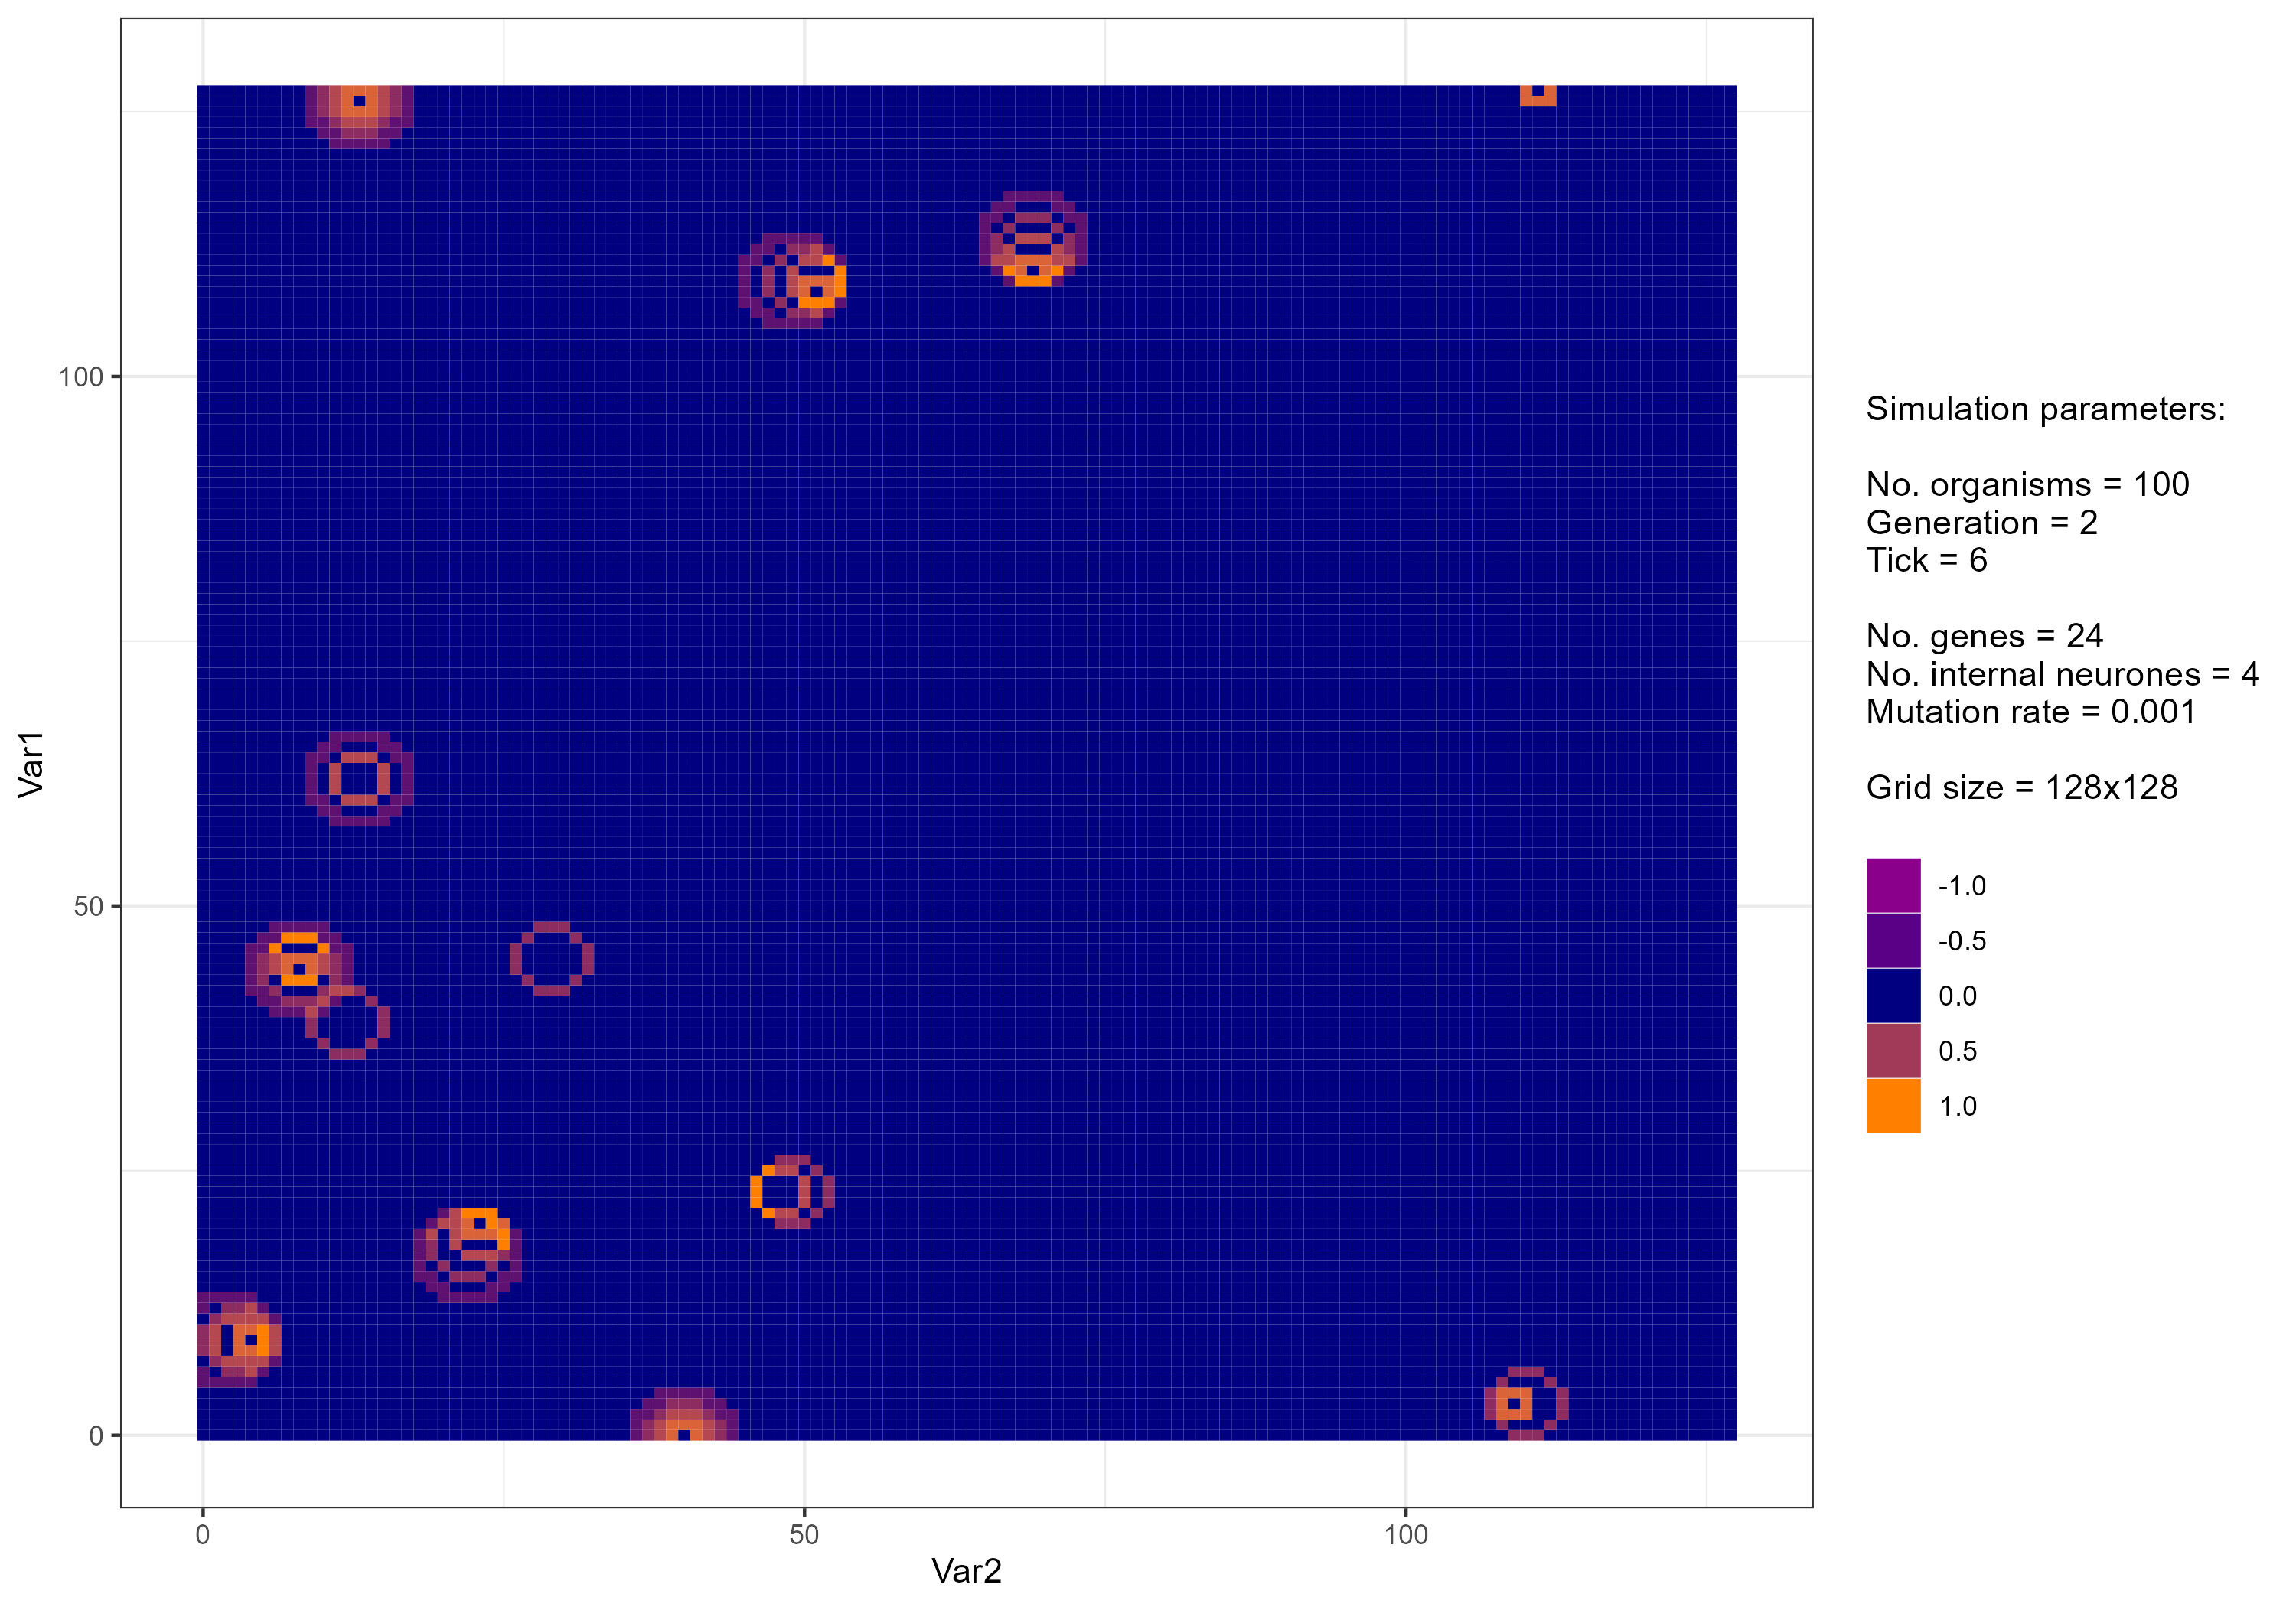 100
50
0
0
50
100
Var1
Var2
Simulation parameters:
No. organisms = 100
Generation = 2
Tick = 6
No. genes = 24
No. internal neurones = 4
Mutation rate = 0.001
Grid size = 128x128
-1.0
-0.5
0.0
0.5
1.0